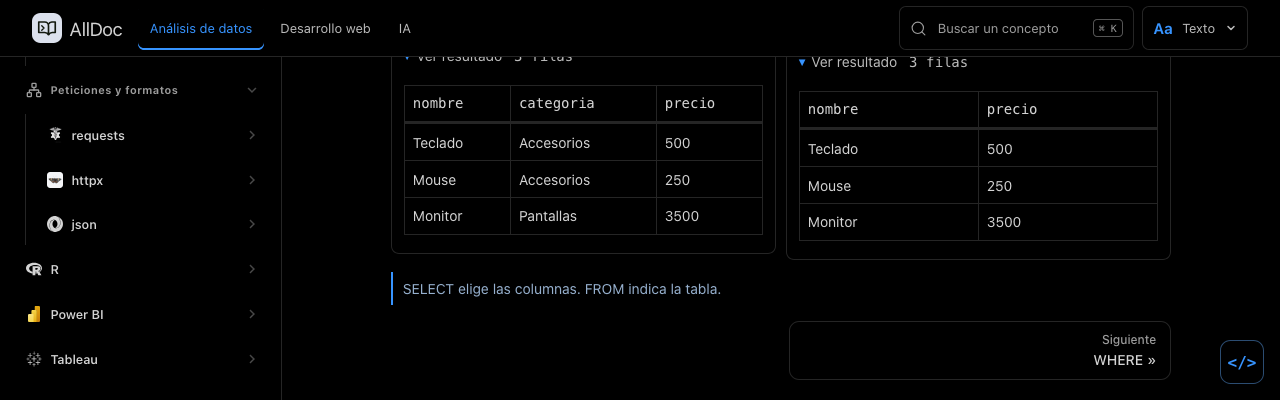 AllDoc
Análisis de datos
Desarrollo web
IA
Buscar un concepto
⌘ K
Aa Texto
Peticiones y formatos
requests
httpx
json
R
Power BI
Tableau
Ver resultado 3 filas
nombre categoria precio
Teclado Accesorios 500
Mouse Accesorios 250
Monitor Pantallas 3500
Ver resultado 3 filas
nombre precio
Teclado 500
Mouse 250
Monitor 3500
SELECT elige las columnas. FROM indica la tabla.
Siguiente
WHERE »
</>